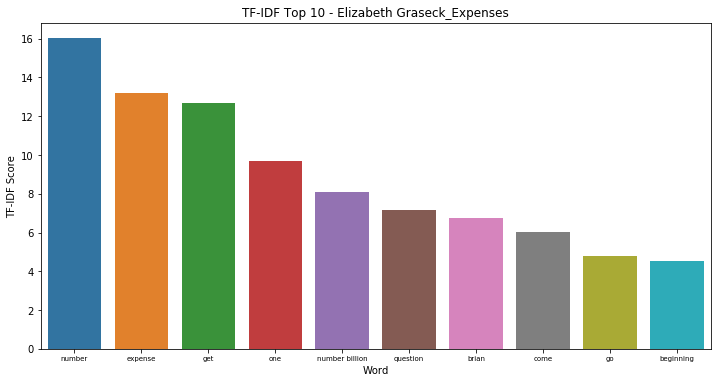 TF-IDF Top 10 - Elizabeth Graseck_Expenses
TF-IDF Score
16
14
12
10
8
6
4
2
0
number expense get one number billion question brian come go beginning
Word